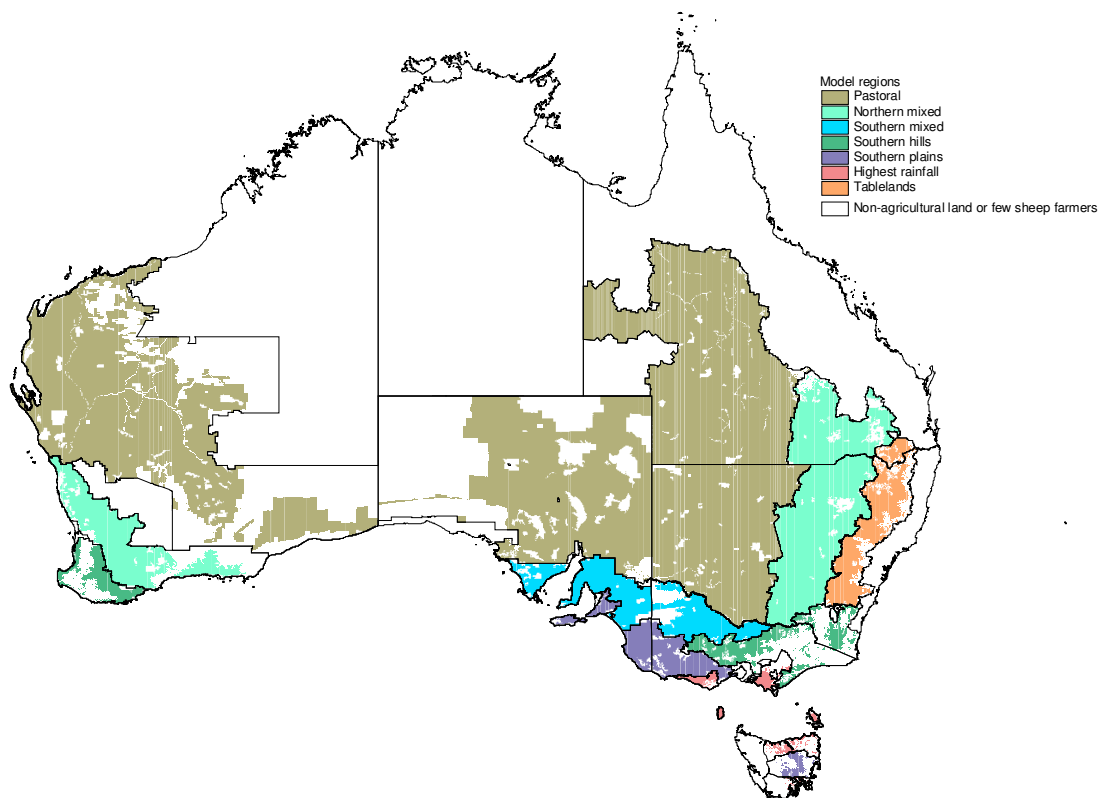 Model regions
Pastoral
Northern mixed
Southern mixed
Southern hills
Southern plains
Highest rainfall
Tablelands
Non-agricultural land or few sheep farmers